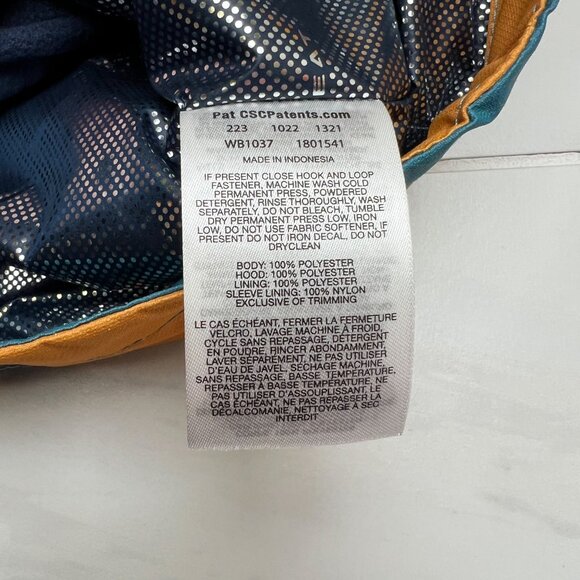 Pat CSCPatents.com
223 1022 1321
WB1037 1801541
MADE IN INDONESIA
IF PRESENT CLOSE HOOK AND LOOP
FASTENER, MACHINE WASH COLD
PERMANENT PRESS, POWDERED
DETERGENT, RINSE THOROUGHLY, WASH
SEPARATELY, DO NOT BLEACH, TUMBLE
DRY PERMANENT PRESS LOW, IRON
LOW, DO NOT USE FABRIC SOFTENER, IF
PRESENT DO NOT IRON DECAL, DO NOT
DRYCLEAN
BODY: 100% POLYESTER
HOOD: 100% POLYESTER
LINING: 100% POLYESTER
SLEEVE LINING: 100% NYLON
EXCLUSIVE OF TRIMMING
LE CAS ÉCHÉANT, FERMER LA FERMETURE
VELCRO, LAVAGE MACHINE À FROID,
CYCLE SANS REPASSAGE, DÉTERGENT
EN POUDRE, RINCER ABONDAMMENT,
LAVER SÉPARÉMENT, NE PAS UTILISER
D'EAU DE JAVEL, SÉCHAGE MACHINE
SANS REPASSAGE, BASSE TEMPÉRATURE,
REPASSER À BASSE TEMPÉRATURE, NE
PAS UTILISER D'ASSOUPLISSANT, LE
CAS ÉCHÉANT, NE PAS REPASSER LA
DÉCALCOMANIE, NETTOYAGE À SEC
INTERDIT